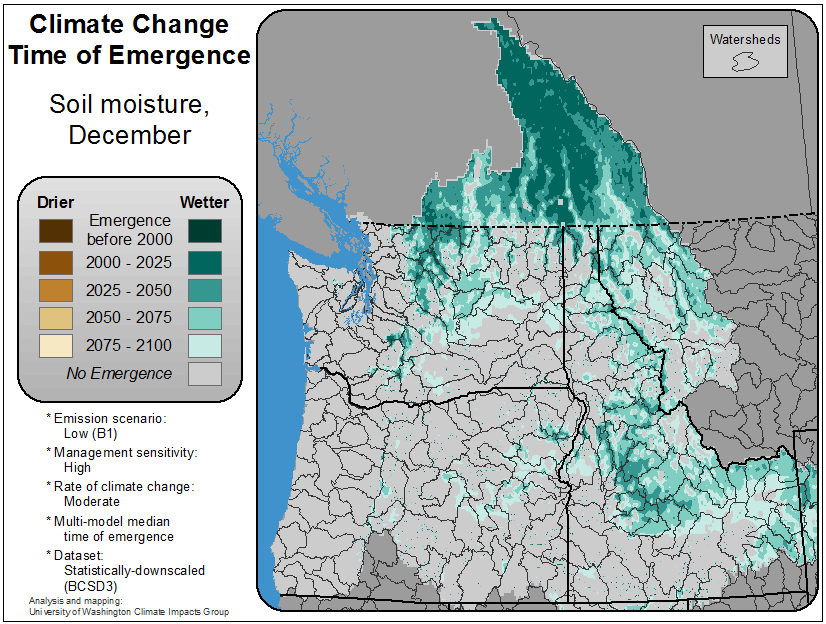 Climate Change
Time of Emergence
Soil moisture,
December
Drier
Wetter
Emergence
before 2000
2000 - 2025
2025 - 2050
2050 - 2075
2075 - 2100
No Emergence
* Emission scenario:
Low (B1)
* Management sensitivity:
High
* Rate of climate change:
Moderate
* Multi-model median
time of emergence
* Dataset:
Statistically-downscaled
(BCSD3)
Analysis and mapping:
University of Washington Climate Impacts Group
Watersheds